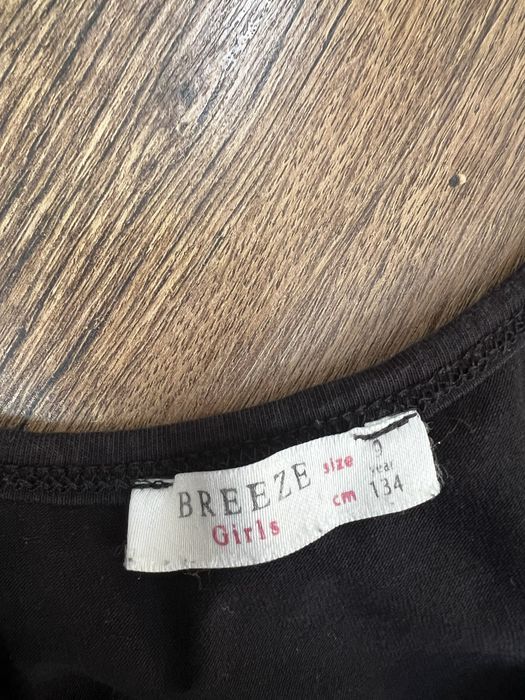 BREEZE
Girls
size 9
year
cm 134